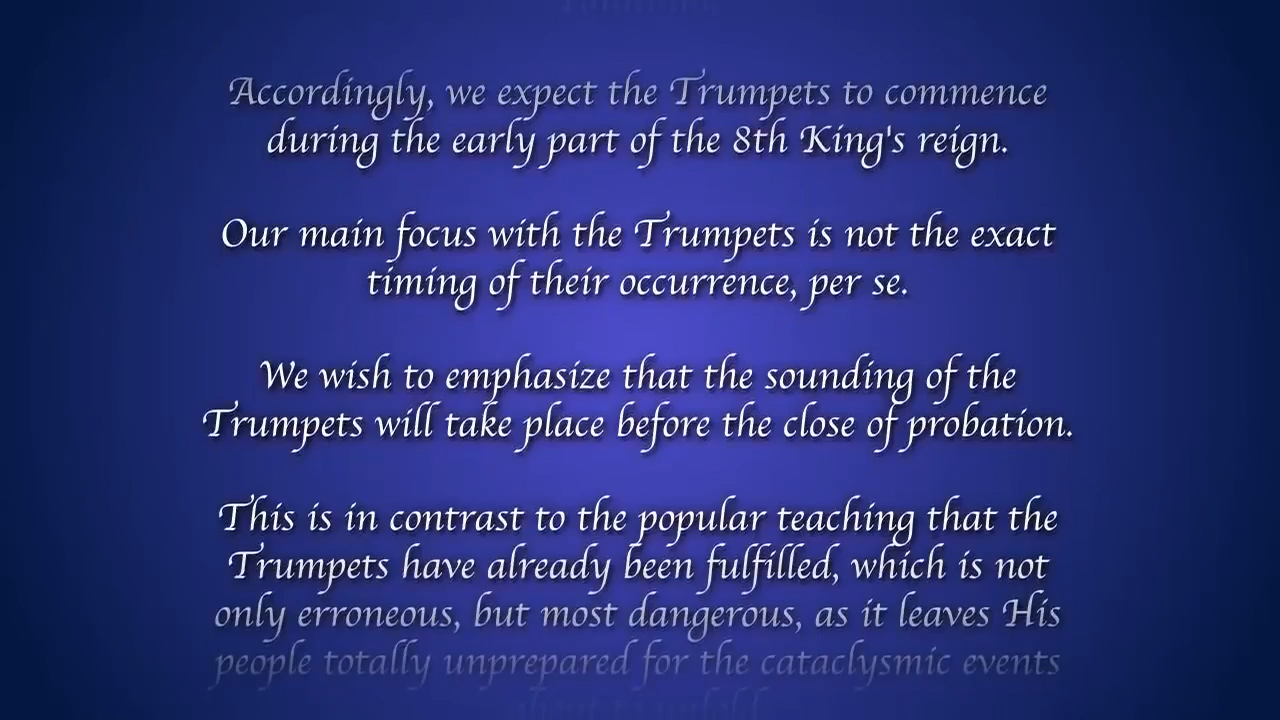 Accordingly, we expect the Trumpets to commence
during the early part of the 8th King's reign.
Our main focus with the Trumpets is not the exact
timing of their occurrence, per se.
We wish to emphasize that the sounding of the
Trumpets will take place before the close of probation.
This is in contrast to the popular teaching that the
Trumpets have already been fulfilled, which is not
only erroneous, but most dangerous, as it leaves His
people totally unprepared for the cataclysmic events